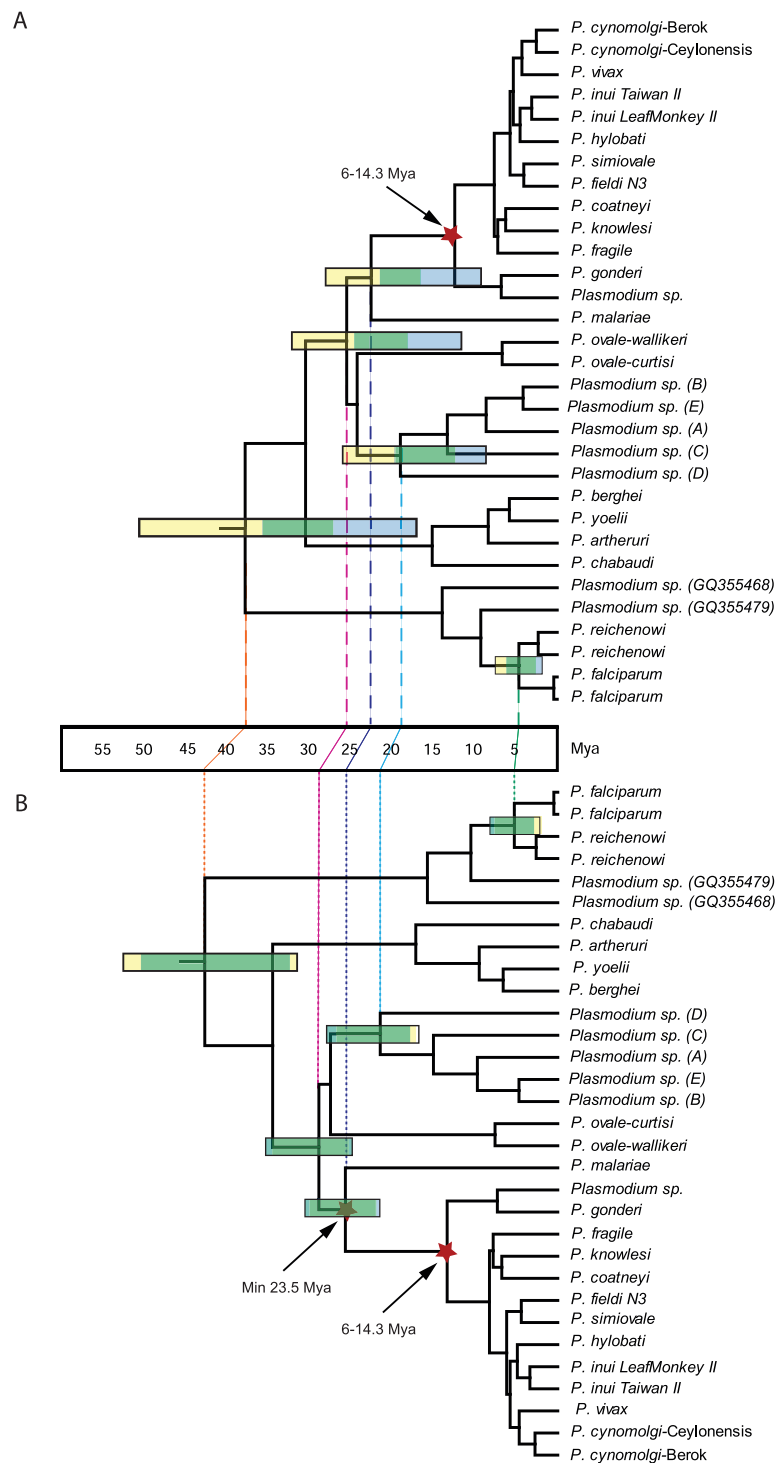 A
P. cynomolgi-Berok
P. cynomolgi-Ceylonensis
P. vivax
P. inui Taiwan II
P. inui LeafMonkey II
P. hylobati
6-14.3 Mya
P. simiovale
P. fieldi N3
P. coatneyi
P. knowlesi
P. fragile
P. gonderi
Plasmodium sp.
P. malariae
P. ovale-wallikeri
P. ovale-curtisi
Plasmodium sp. (B)
Plasmodium sp. (E)
Plasmodium sp. (A)
Plasmodium sp. (C)
Plasmodium sp. (D)
P. berghei
P. yoelii
P. artheruri
P. chabaudi
Plasmodium sp. (GQ355468)
Plasmodium sp. (GQ355479)
P. reichenowi
P. reichenowi
P. falciparum
P. falciparum
55 50 45 40 35 30 25 20 15 10 5 Mya
B
P. falciparum
P. falciparum
P. reichenowi
P. reichenowi
Plasmodium sp. (GQ355479)
Plasmodium sp. (GQ355468)
P. chabaudi
P. artheruri
P. yoelii
P. berghei
Plasmodium sp. (D)
Plasmodium sp. (C)
Plasmodium sp. (A)
Plasmodium sp. (E)
Plasmodium sp. (B)
P. ovale-curtisi
P. ovale-wallikeri
P. malariae
Plasmodium sp.
P. gonderi
P. fragile
P. knowlesi
Min 23.5 Mya
P. coatneyi
P. fieldi N3
6-14.3 Mya
P. simiovale
P. hylobati
P. inui LeafMonkey II
P. inui Taiwan II
P. vivax
P. cynomolgi-Ceylonensis
P. cynomolgi-Berok